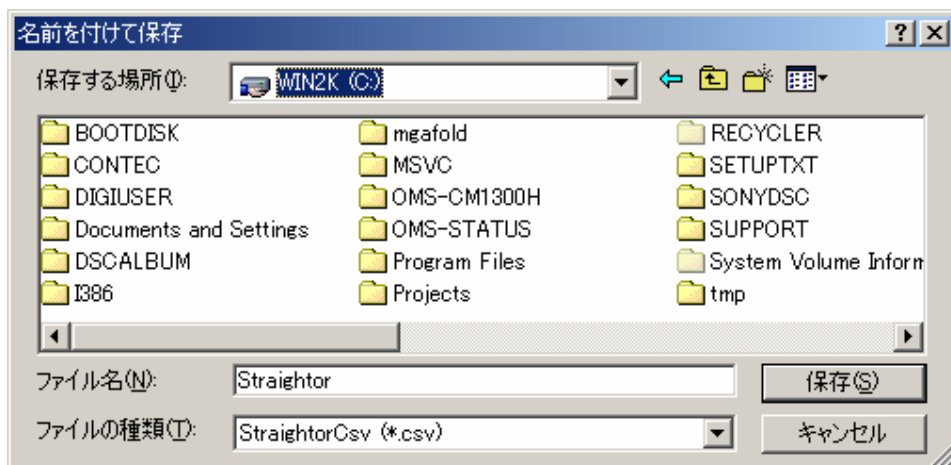 名前を付けて保存
保存する場所(I): WIN2K (C:)
BOOTDISK mgafold RECYCLER
CONTEC MSVC SETUPTXT
DIGIUSER OMS-CM1300H SONYDSC
Documents and Settings OMS-STATUS SUPPORT
DSCALBUM Program Files System Volume Inform
I386 Projects tmp
ファイル名(N): Straightor 保存(S)
ファイルの種類(T): StraightorCsv (*.csv) キャンセル